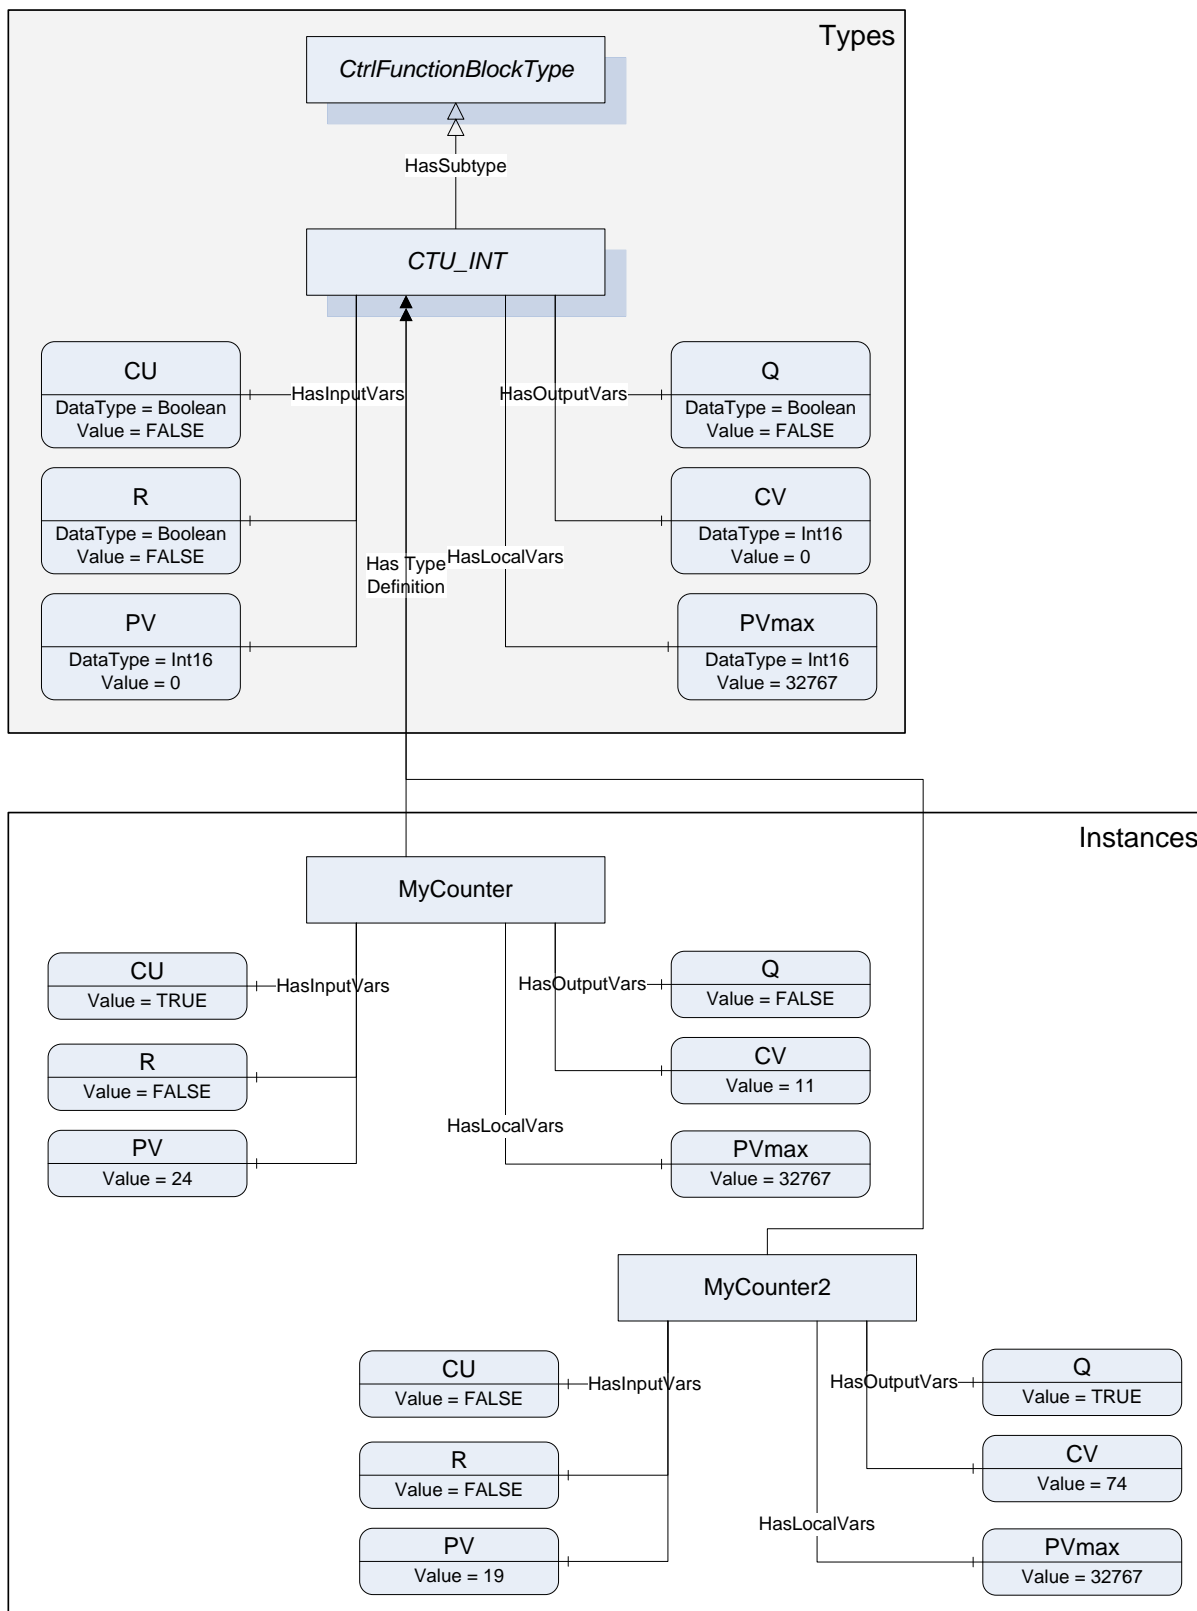 Types
CtrlFunctionBlockType
HasSubtype
CTU_INT
CU
DataType = Boolean
Value = FALSE
HasInputVars
HasOutputVars
Q
DataType = Boolean
Value = FALSE
R
DataType = Boolean
Value = FALSE
CV
DataType = Int16
Value = 0
Has Type
Definition
HasLocalVars
PV
DataType = Int16
Value = 0
PVmax
DataType = Int16
Value = 32767
Instances
MyCounter
CU
Value = TRUE
HasInputVars
HasOutputVars
Q
Value = FALSE
R
Value = FALSE
CV
Value = 11
HasLocalVars
PV
Value = 24
PVmax
Value = 32767
MyCounter2
CU
Value = FALSE
HasInputVars
HasOutputVars
Q
Value = TRUE
R
Value = FALSE
CV
Value = 74
HasLocalVars
PV
Value = 19
PVmax
Value = 32767